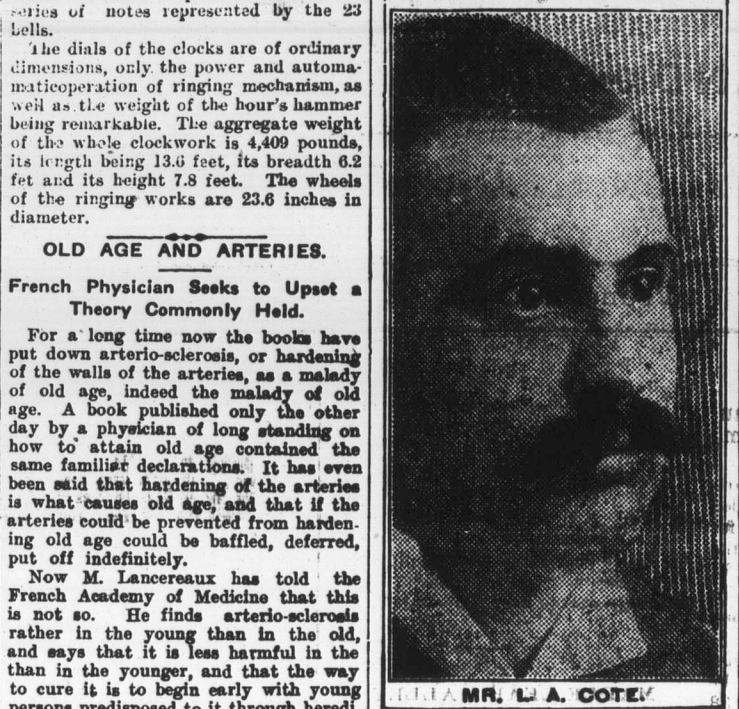 series of notes represented by the 23
bells.
The dials of the clocks are of ordinary
dimensions, only the power and automa-
maticoperation of ringing mechanism, as
well as the weight of the hour's hammer
being remarkable. The aggregate weight
of the whole clockwork is 4,409 pounds,
its length being 13.6 feet, its breadth 6.2
fet and its height 7.8 feet. The wheels
of the ringing works are 23.6 inches in
diameter.
OLD AGE AND ARTERIES.
French Physician Seeks to Upset a
Theory Commonly Held.
For a long time now the books have
put down arterio-sclerosis, or hardening
of the walls of the arteries, as a malady
of old age, indeed the malady of old
age. A book published only the other
day by a physician of long standing on
how to attain old age contained the
same familiar declarations. It has even
been said that hardening of the arteries
is what causes old age, and that if the
arteries could be prevented from harden-
ing old age could be baffled, deferred,
put off indefinitely.
Now M. Lancereaux has told the
French Academy of Medicine that this
is not so. He finds arterio-sclerosis
rather in the young than in the old,
and says that it is less harmful in the
than in the younger, and that the way
to cure it is to begin early with young
persons predisposed to it through heredi
MR. L. A. COTE.